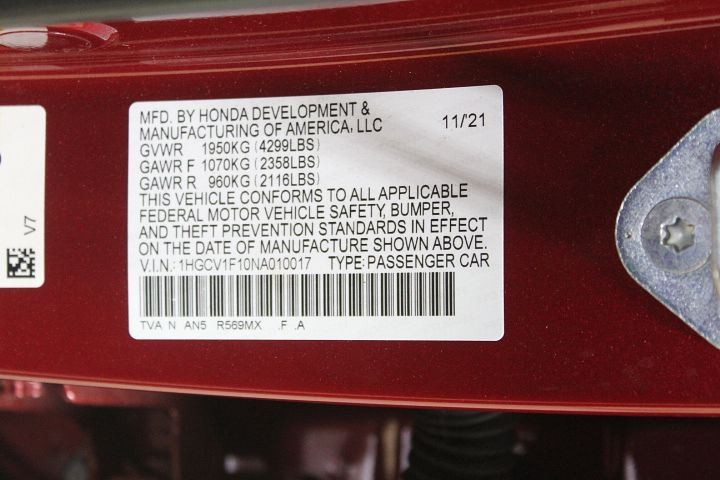 MFD. BY HONDA DEVELOPMENT &
MANUFACTURING OF AMERICA, LLC 11/'21
GVWR 1950KG (4299LBS)
GAWR F 1070KG (2358LBS)
GAWR R 960KG (2116LBS)
THIS VEHICLE CONFORMS TO ALL APPLICABLE
FEDERAL MOTOR VEHICLE SAFETY, BUMPER,
AND THEFT PREVENTION STANDARDS IN EFFECT
ON THE DATE OF MANUFACTURE SHOWN ABOVE.
V.I.N.: 1HGCV1F10NA010017 TYPE:PASSENGER CAR
TVA N AN5 R569MX .F .A
V7